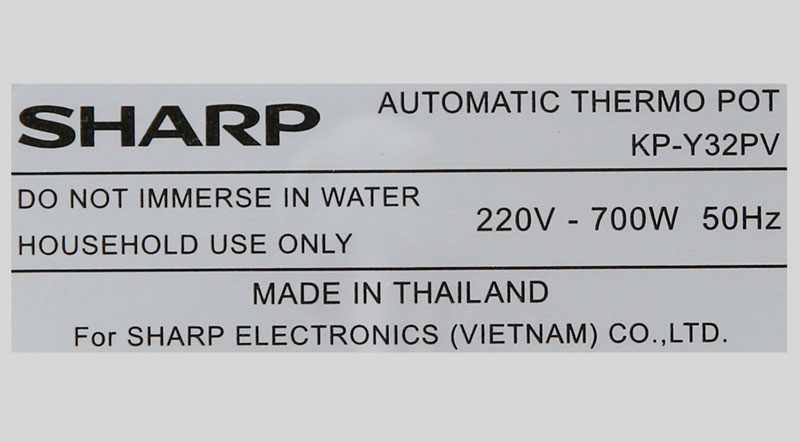 SHARP
AUTOMATIC THERMO POT
KP-Y32PV
DO NOT IMMERSE IN WATER
HOUSEHOLD USE ONLY
220V - 700W 50Hz
MADE IN THAILAND
For SHARP ELECTRONICS (VIETNAM) CO.,LTD.